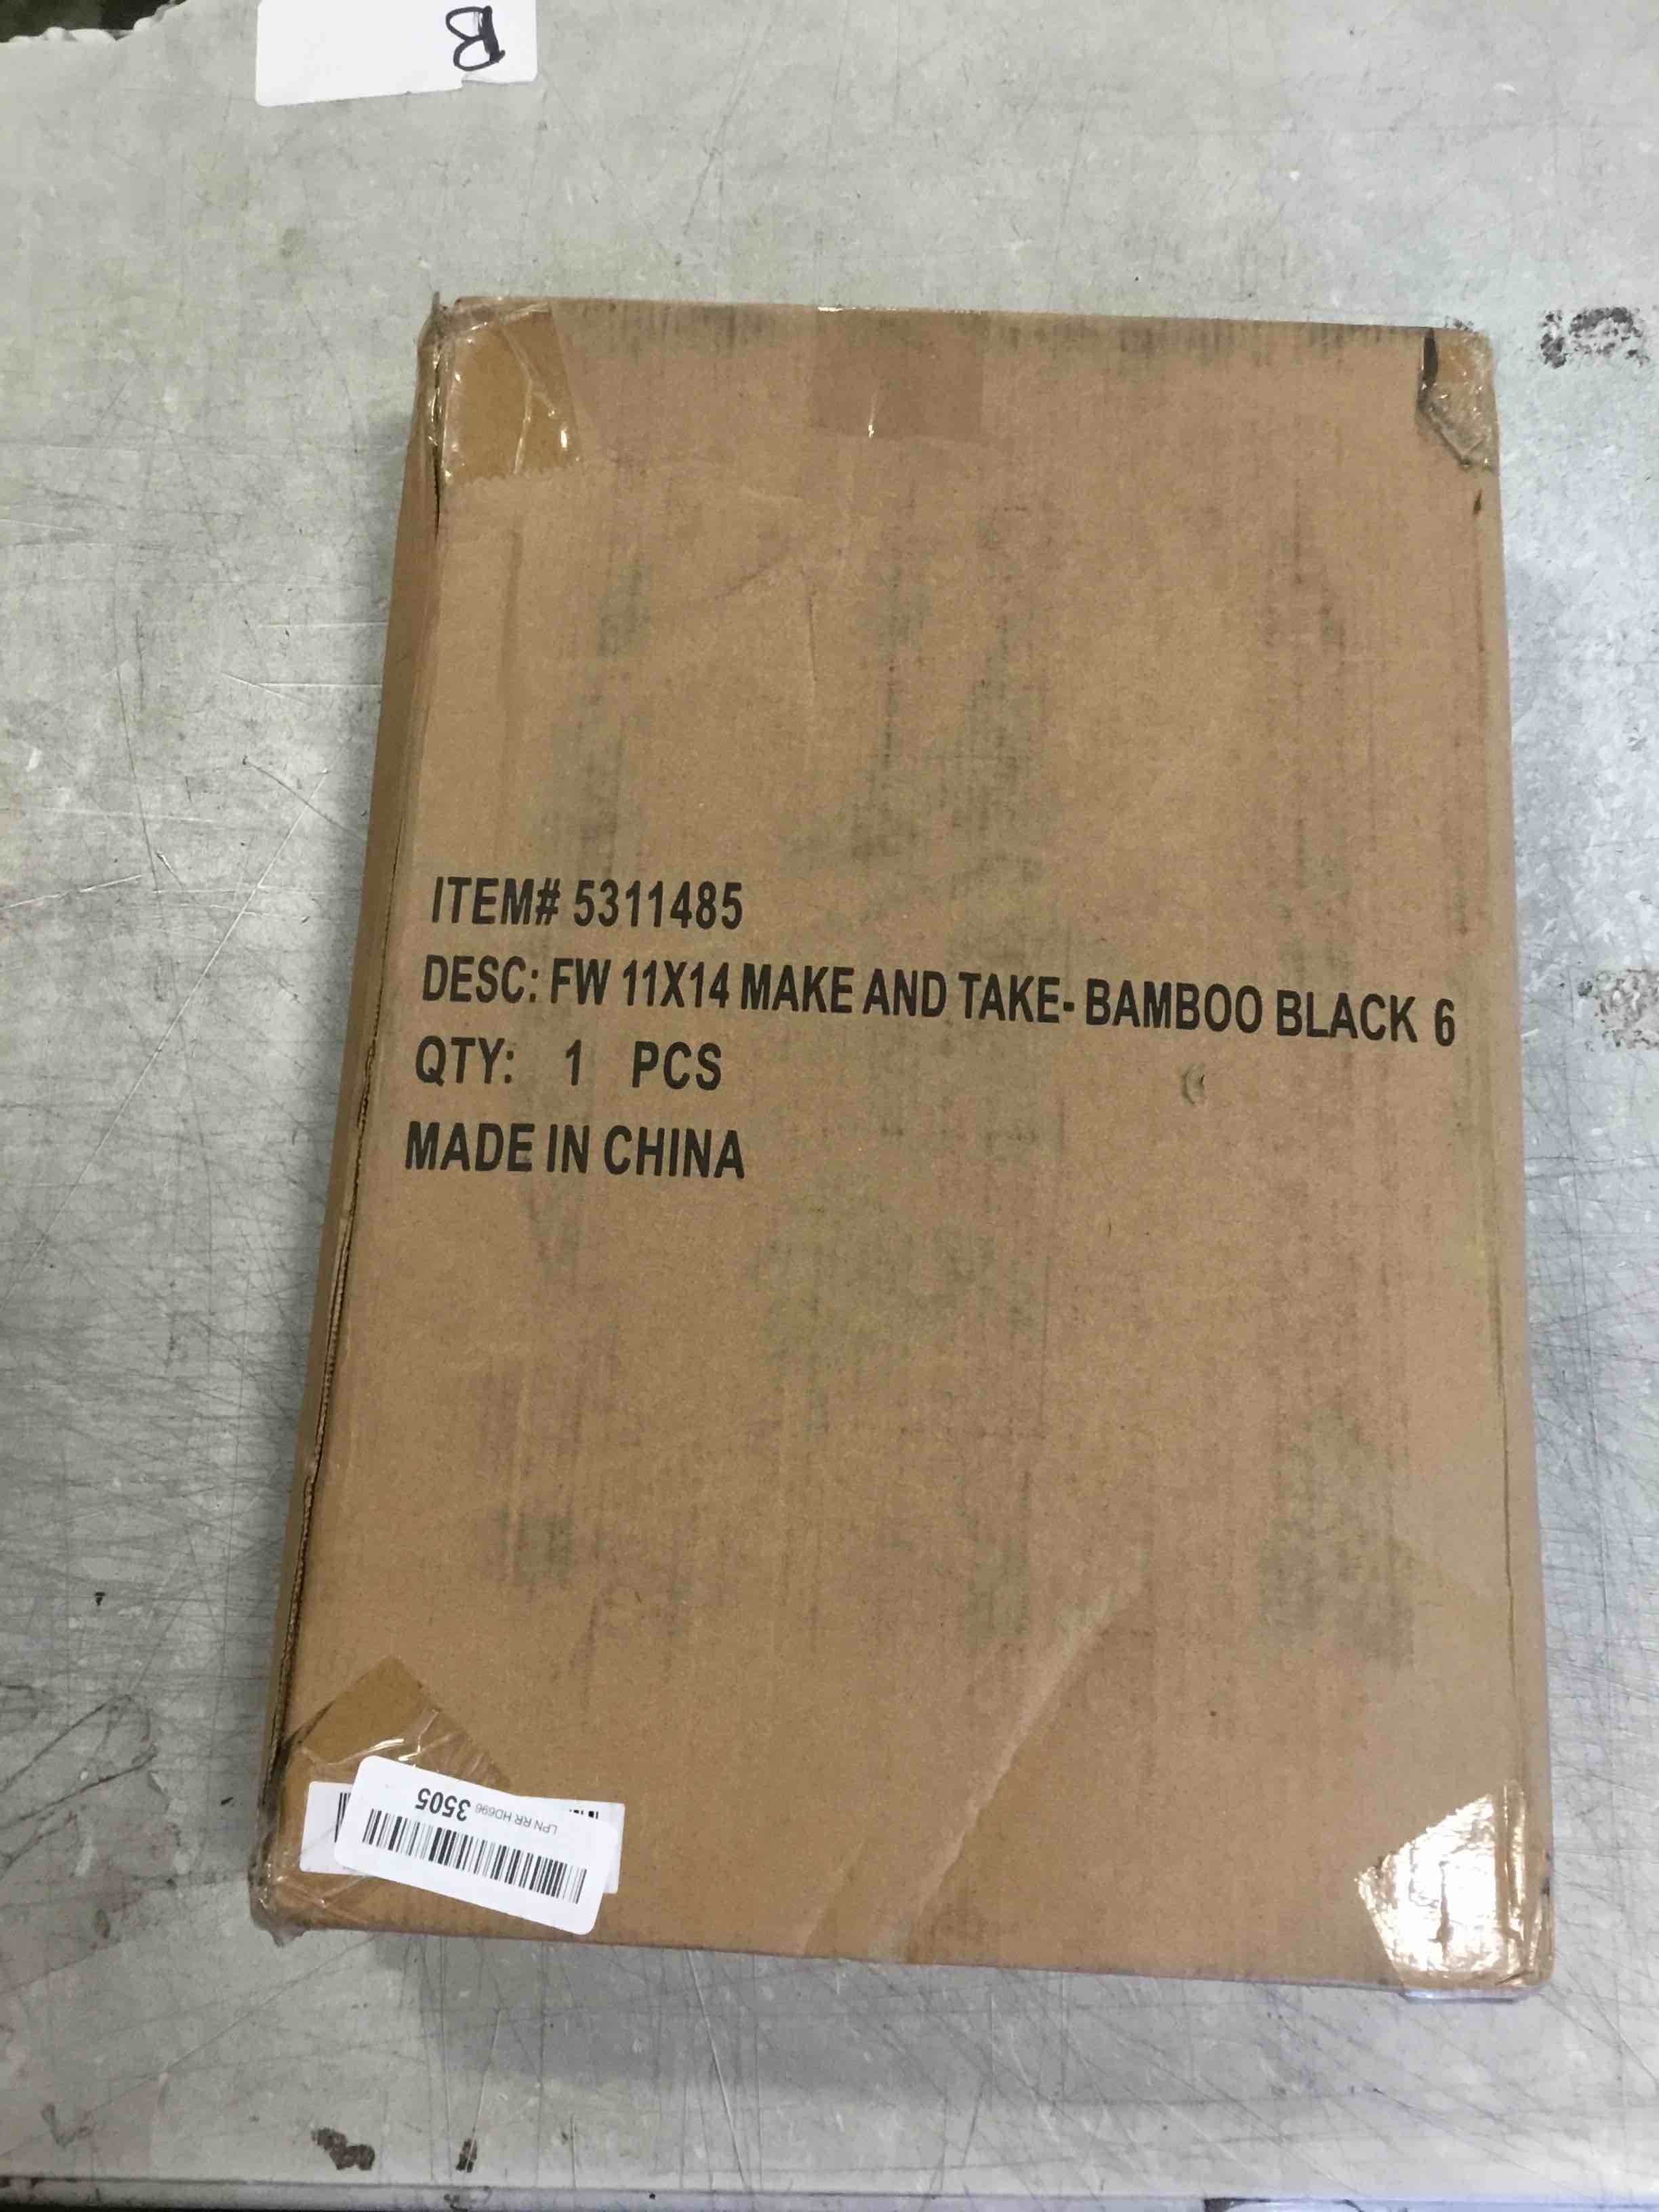 B
ITEM# 5311485
DESC: FW 11X14 MAKE AND TAKE- BAMBOO BLACK 6
QTY: 1 PCS
MADE IN CHINA
LPN RR HD696 3505